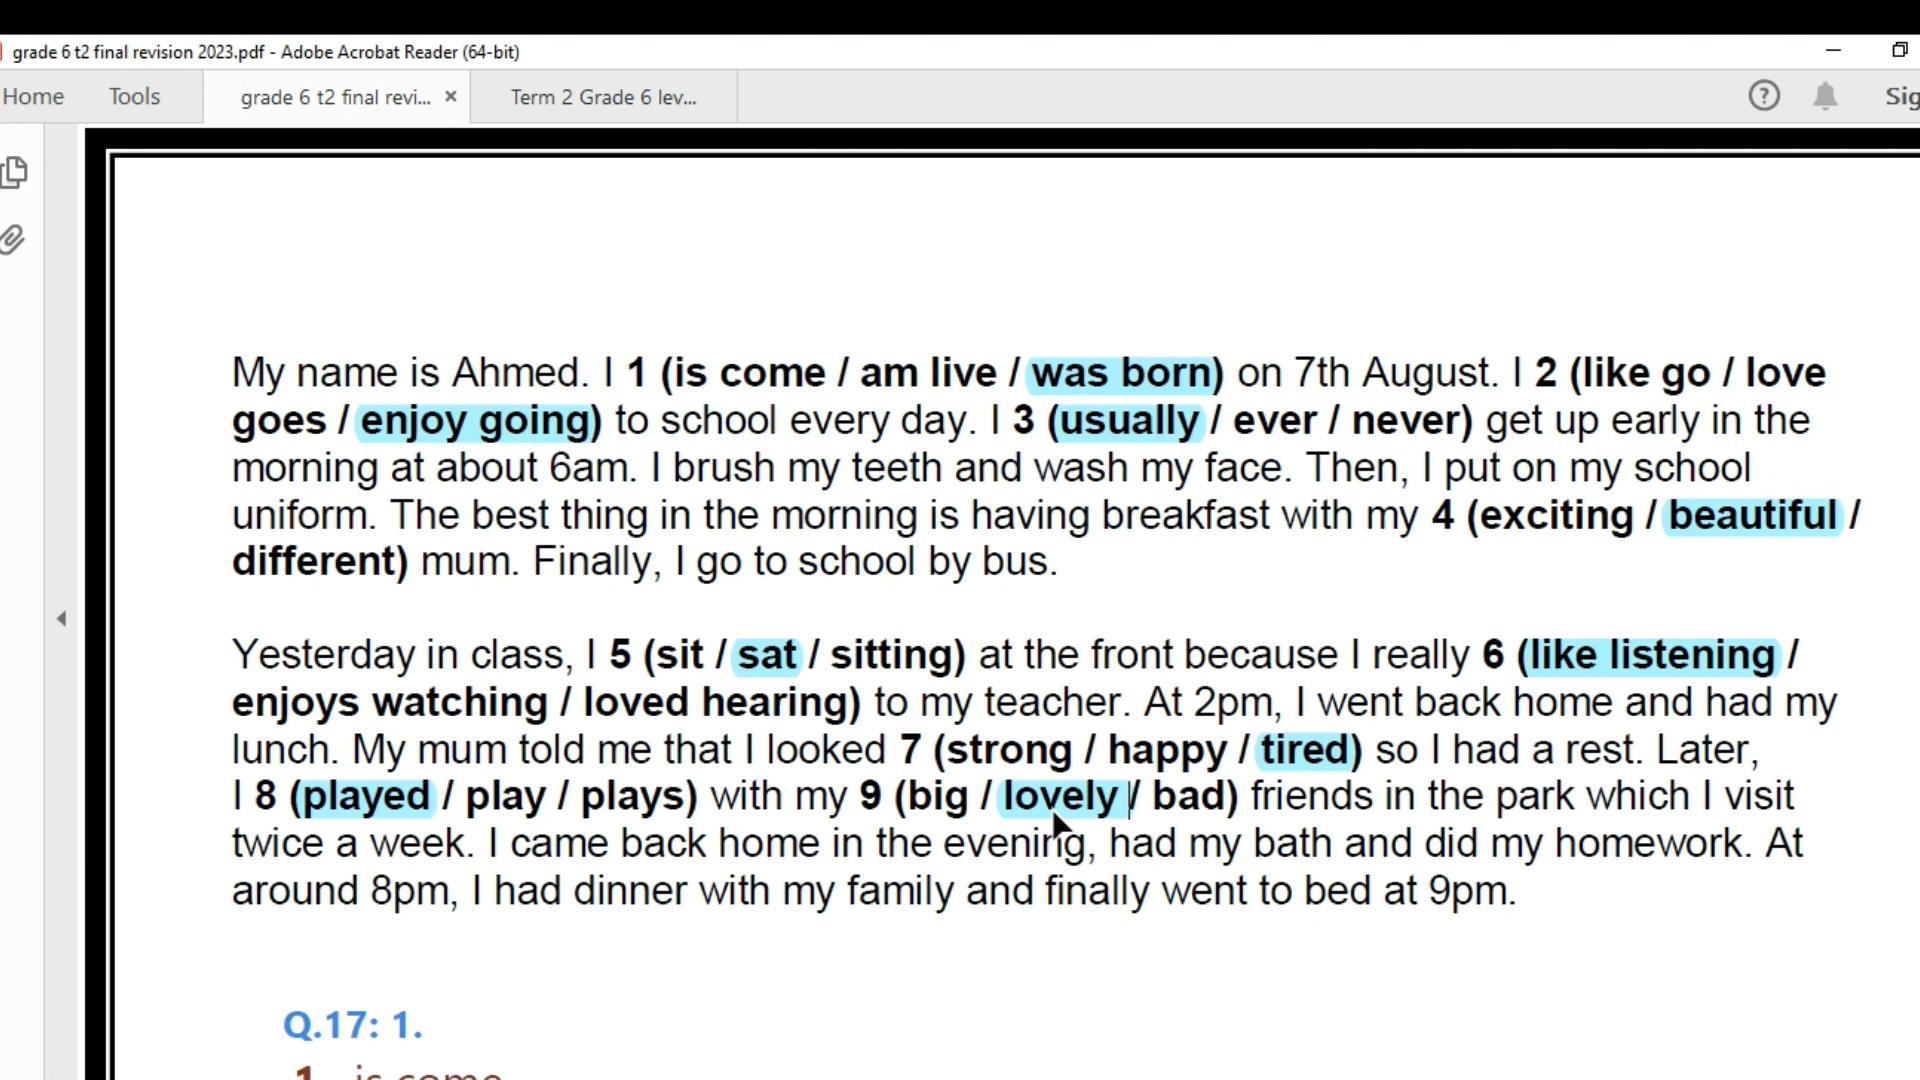 grade 6 t2 final revision 2023.pdf - Adobe Acrobat Reader (64-bit)
Home Tools grade 6 t2 final revi... × Term 2 Grade 6 lev... ?
My name is Ahmed. I 1 (is come / am live / was born) on 7th August. I 2 (like go / love
goes / enjoy going) to school every day. I 3 (usually / ever / never) get up early in the
morning at about 6am. I brush my teeth and wash my face. Then, I put on my school
uniform. The best thing in the morning is having breakfast with my 4 (exciting / beautiful /
different) mum. Finally, I go to school by bus.
Yesterday in class, I 5 (sit / sat / sitting) at the front because I really 6 (like listening /
enjoys watching / loved hearing) to my teacher. At 2pm, I went back home and had my
lunch. My mum told me that I looked 7 (strong / happy / tired) so I had a rest. Later,
I 8 (played / play / plays) with my 9 (big / lovely / bad) friends in the park which I visit
twice a week. I came back home in the evening, had my bath and did my homework. At
around 8pm, I had dinner with my family and finally went to bed at 9pm.
Q.17: 1.
1. is come